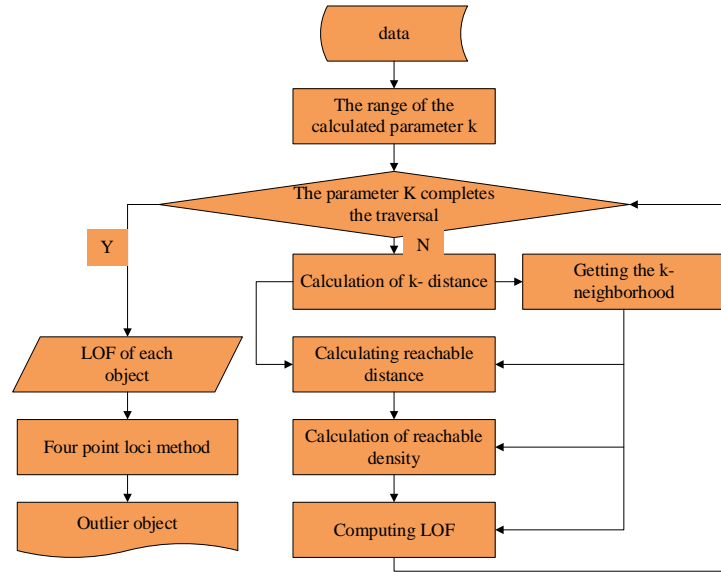 data
The range of the
calculated parameter k
The parameter K completes
the traversal
Y
N
Calculation of k- distance
Getting the k-
neighborhood
LOF of each
object
Calculating reachable
distance
Four point loci method
Calculation of reachable
density
Outlier object
Computing LOF